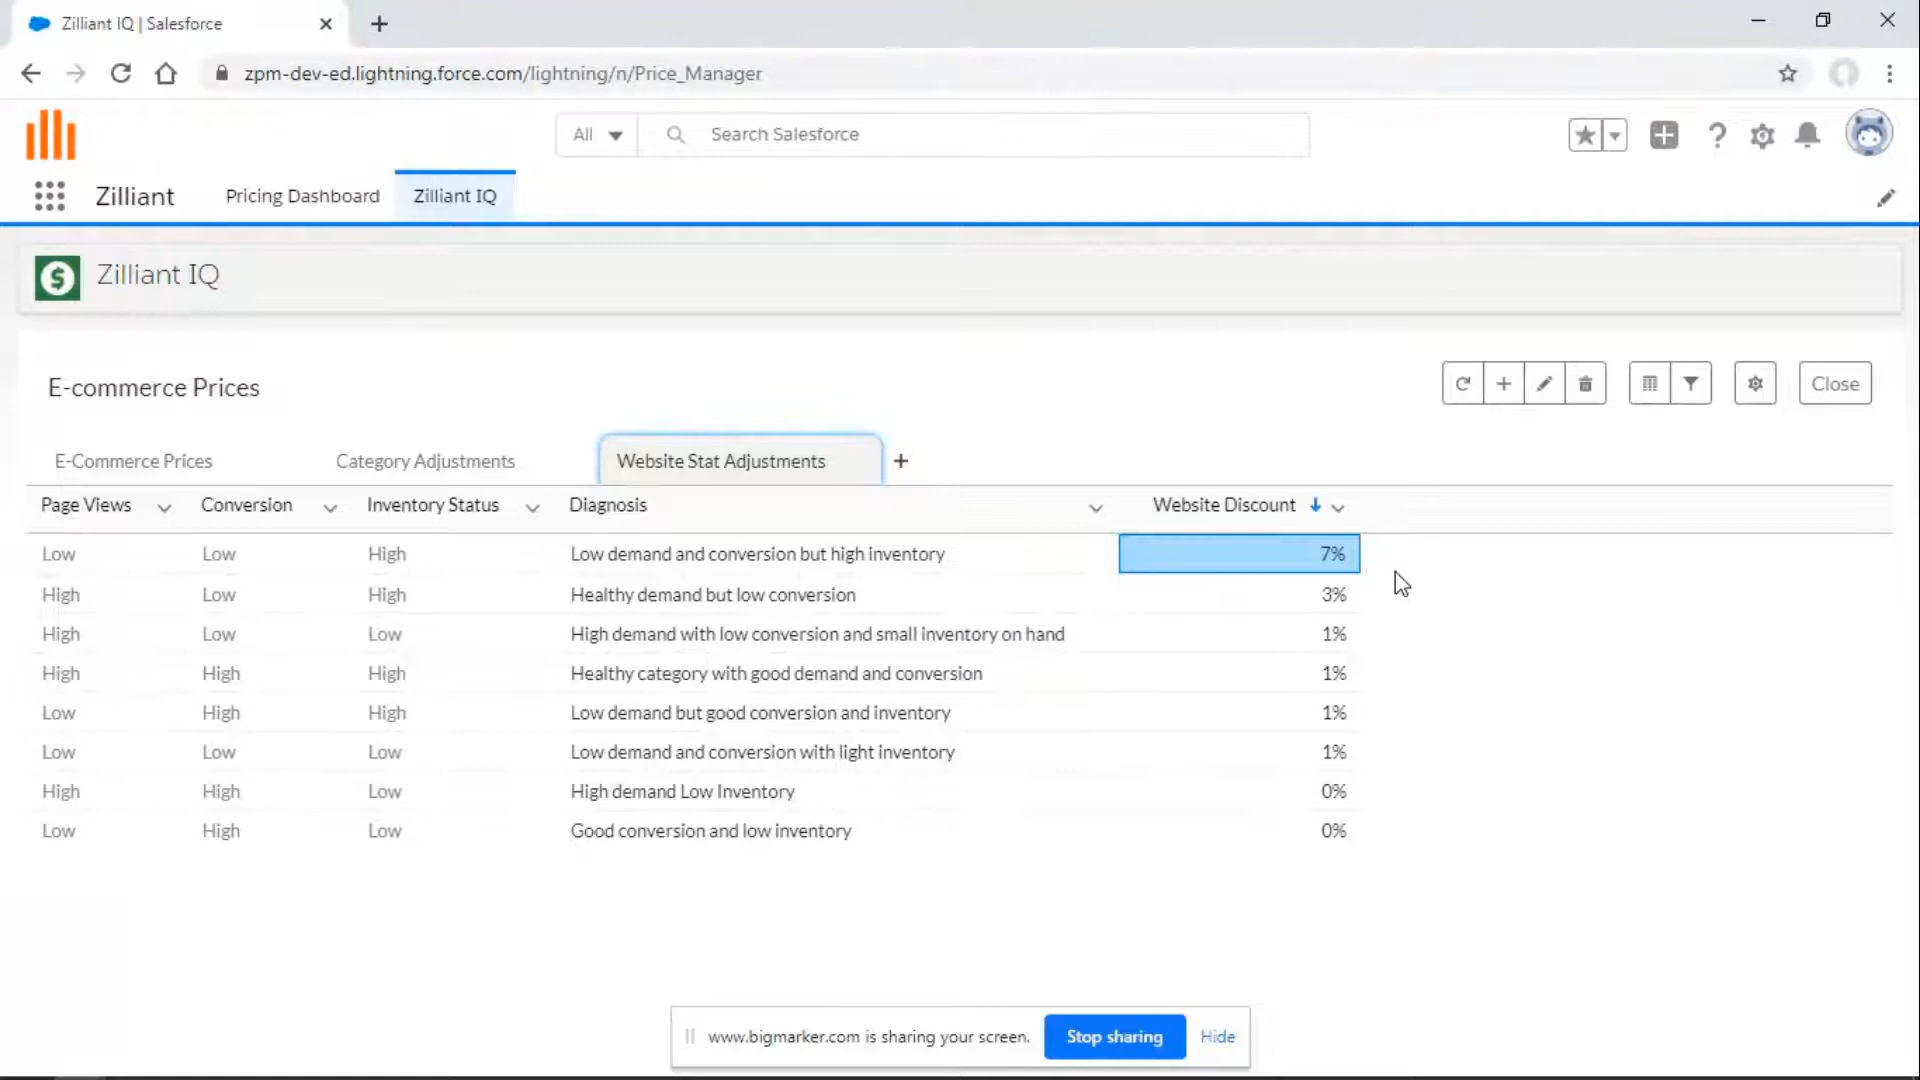 Zilliant IQ | Salesforce
zpm-dev-ed.lightning.force.com/lightning/n/Price_Manager
All Search Salesforce
Zilliant Pricing Dashboard Zilliant IQ
$ Zilliant IQ
E-commerce Prices Close
E-Commerce Prices Category Adjustments Website Stat Adjustments +
Page Views Conversion Inventory Status Diagnosis Website Discount
Low Low High Low demand and conversion but high inventory 7%
High Low High Healthy demand but low conversion 3%
High Low Low High demand with low conversion and small inventory on hand 1%
High High High Healthy category with good demand and conversion 1%
Low High High Low demand but good conversion and inventory 1%
Low Low Low Low demand and conversion with light inventory 1%
High High Low High demand Low Inventory 0%
Low High Low Good conversion and low inventory 0%
www.bigmarker.com is sharing your screen. Stop sharing Hide